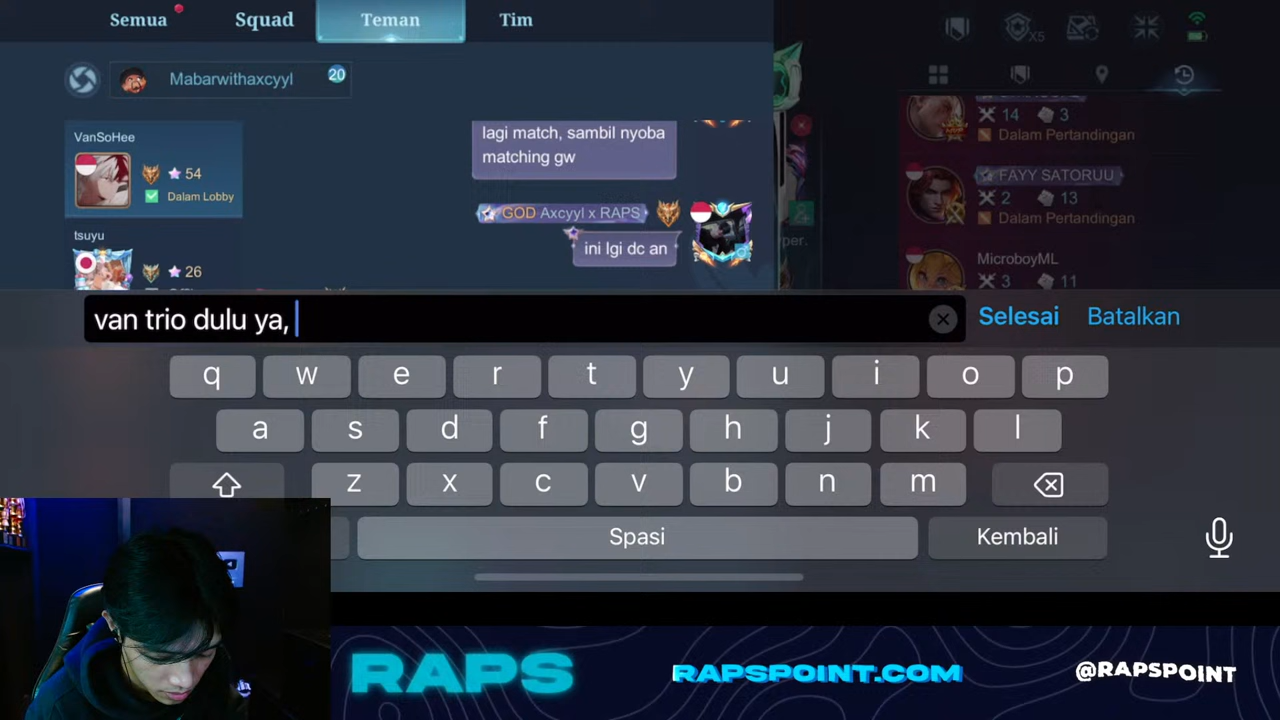 Semua
Squad
Teman
Tim
X5
Mabarwithaxcyyl
20
VanSoHee
54
Dalam Lobby
tsuyu
26
lagi match, sambil nyoba
matching gw
GOD Axcyyl x RAPS
ini lgi dc an
14
3
Dalam Pertandingan
FAYY SATORUU
2
13
Dalam Pertandingan
MicroboyML
3
11
per.
van trio dulu ya,
Selesai
Batalkan
q w e r t y u i o p
a s d f g h j k l
z x c v b n m
Spasi
Kembali
RAPS
RAPSPOINT.COM
@RAPSPOINT